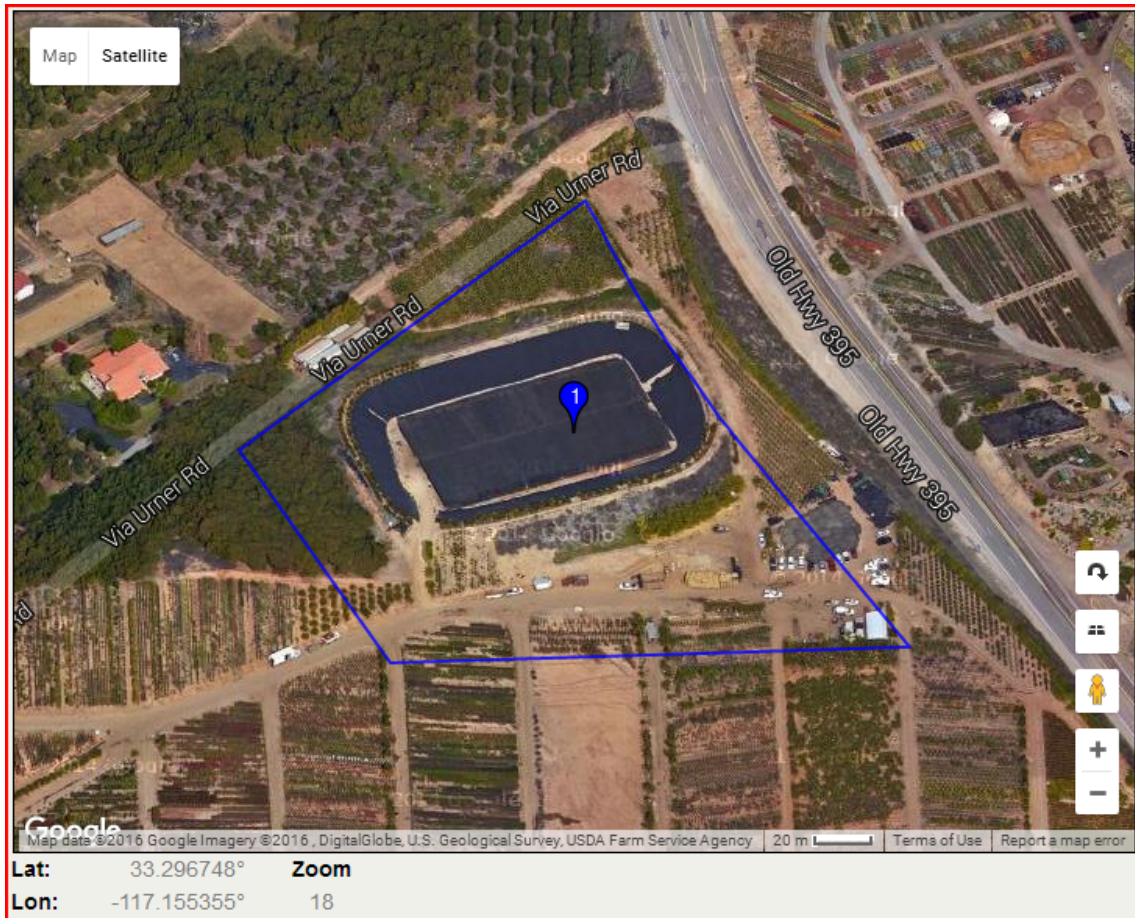 Map Satellite
Via Urner Rd
Via Urner Rd
Old Hwy 395
1
Old Hwy 395
Via Urner Rd
Rd
Google
Map data ©2016 Google Imagery ©2016 , DigitalGlobe, U.S. Geological Survey, USDA Farm Service Agency 20 m Terms of Use Report a map error
Lat: 33.296748° Zoom
Lon: -117.155355° 18